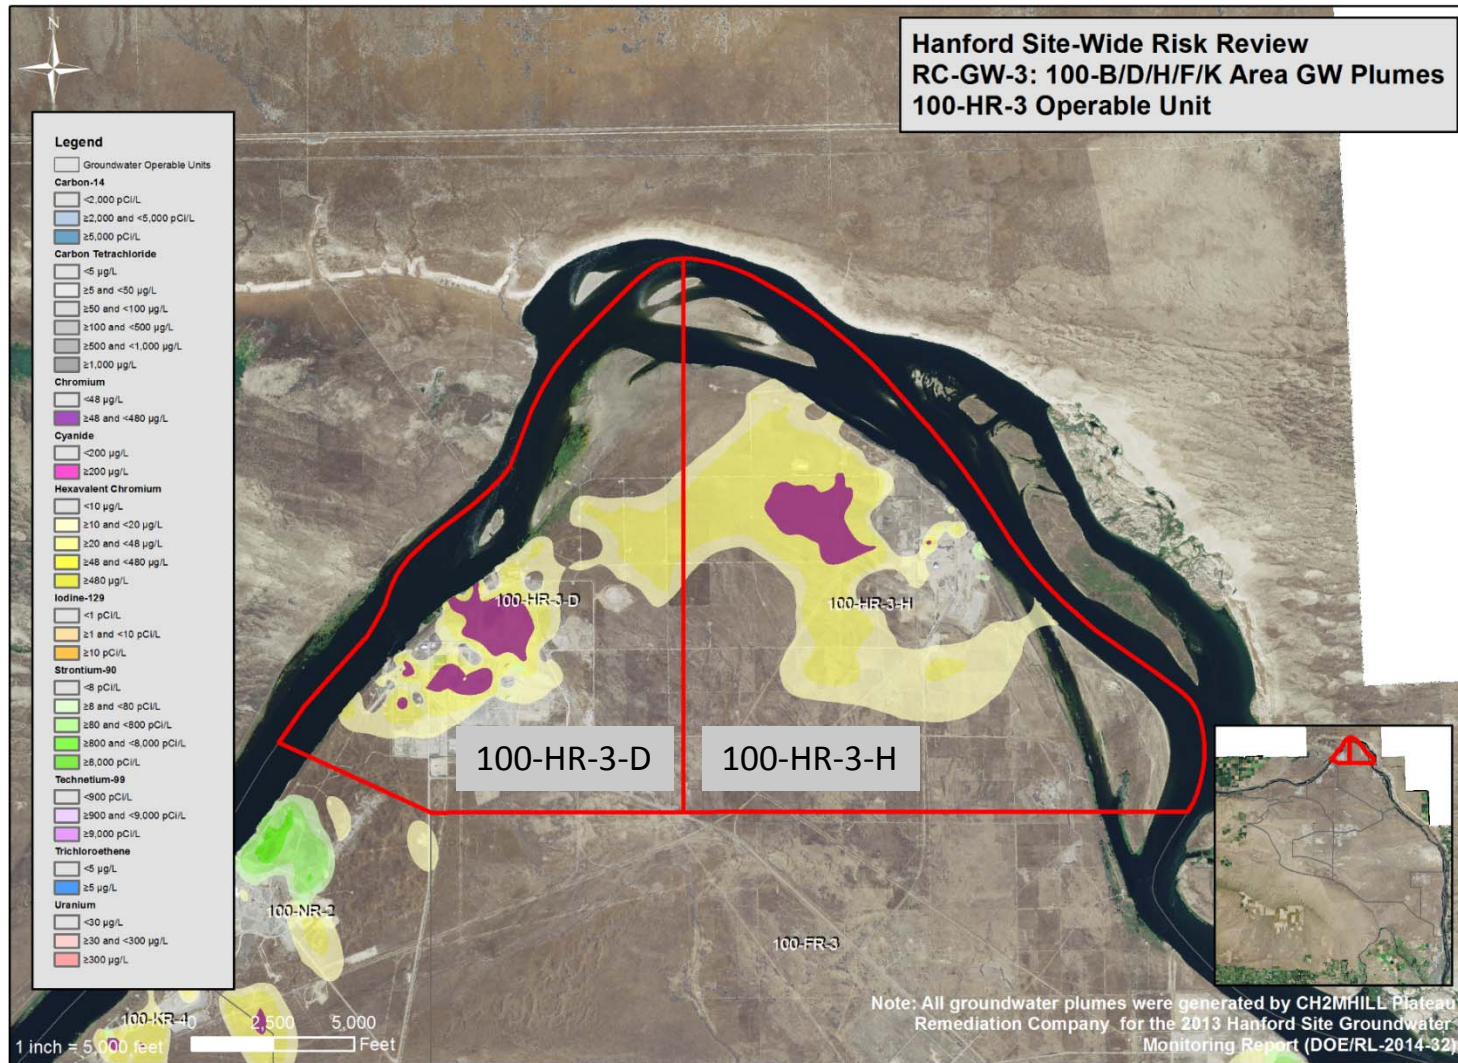 N
Hanford Site-Wide Risk Review
RC-GW-3: 100-B/D/H/F/K Area GW Plumes
100-HR-3 Operable Unit
Legend
Groundwater Operable Units
Carbon-14
<2,000 pCi/L
≥2,000 and <5,000 pCi/L
≥5,000 pCi/L
Carbon Tetrachloride
<5 µg/L
≥5 and <50 µg/L
≥50 and <100 µg/L
≥100 and <500 µg/L
≥500 and <1,000 µg/L
≥1,000 µg/L
Chromium
<48 µg/L
≥48 and <480 µg/L
Cyanide
<200 µg/L
≥200 µg/L
Hexavalent Chromium
<10 µg/L
≥10 and <20 µg/L
≥20 and <48 µg/L
≥48 and <480 µg/L
≥480 µg/L
Iodine-129
<1 pCi/L
≥1 and <10 pCi/L
≥10 pCi/L
Strontium-90
<8 pCi/L
≥8 and <80 pCi/L
≥80 and <800 pCi/L
≥800 and <8,000 pCi/L
≥8,000 pCi/L
Technetium-99
<900 pCi/L
≥900 and <9,000 pCi/L
≥9,000 pCi/L
Trichloroethene
<5 µg/L
≥5 µg/L
Uranium
<30 µg/L
≥30 and <300 µg/L
≥300 µg/L
100-HR-3-D
100-HR-3-H
100-HR-3-D
100-HR-3-H
100-NR-2
100-FR-3
100-KR-4
0 2,500 5,000
Feet
1 inch = 5,000 feet
Note: All groundwater plumes were generated by CH2MHILL Plateau
Remediation Company for the 2013 Hanford Site Groundwater
Monitoring Report (DOE/RL-2014-32)